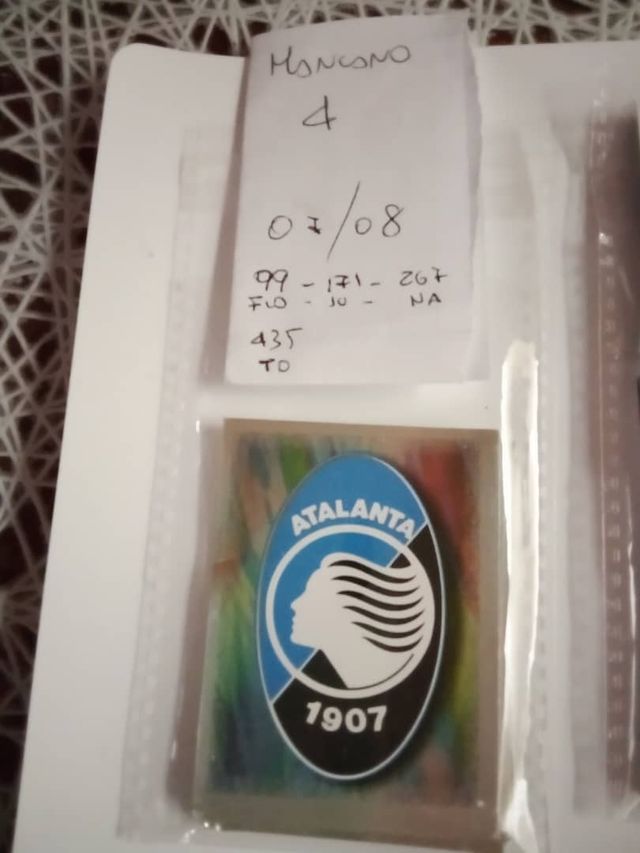 MANCANO
4
07/08
99 - 171 - 267
FIO - JU - NA
435
TO
ATALANTA
1907